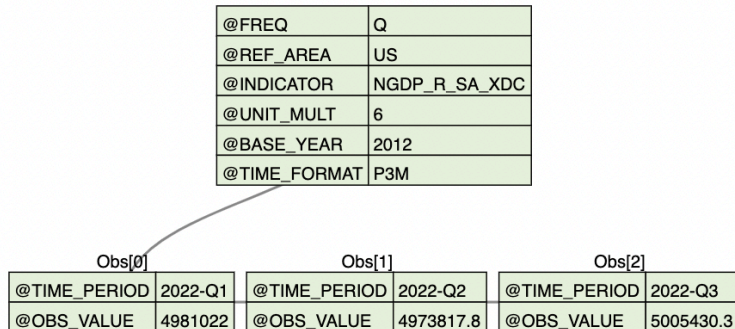 @FREQ Q
@REF_AREA US
@INDICATOR NGDP_R_SA_XDC
@UNIT_MULT 6
@BASE_YEAR 2012
@TIME_FORMAT P3M
Obs[0] Obs[1] Obs[2]
@TIME_PERIOD 2022-Q1 @TIME_PERIOD 2022-Q2 @TIME_PERIOD 2022-Q3
@OBS_VALUE 4981022 @OBS_VALUE 4973817.8 @OBS_VALUE 5005430.3